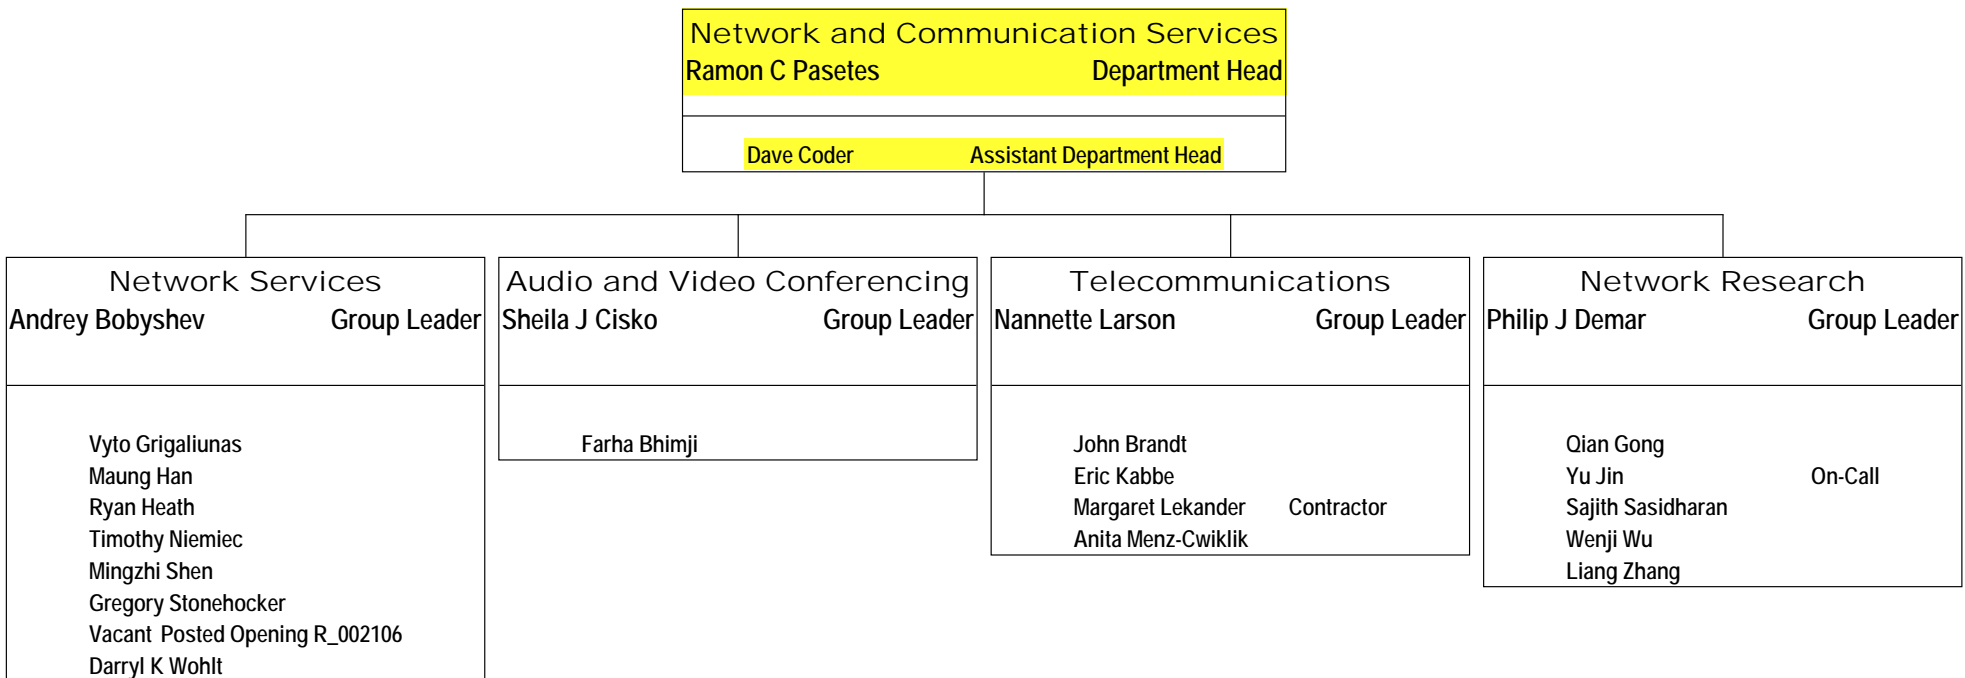 Network and Communication Services
Ramon C Pasetes Department Head
Dave Coder Assistant Department Head
Network Services
Andrey Bobyshev Group Leader
Vyto Grigaliunas
Maung Han
Ryan Heath
Timothy Niemiec
Mingzhi Shen
Gregory Stonehocker
Vacant Posted Opening R_002106
Darryl K Wohlt
Audio and Video Conferencing
Sheila J Cisko Group Leader
Farha Bhimji
Telecommunications
Nannette Larson Group Leader
John Brandt
Eric Kabbe
Margaret Lekander Contractor
Anita Menz-Cwiklik
Network Research
Philip J Demar Group Leader
Qian Gong
Yu Jin On-Call
Sajith Sasidharan
Wenji Wu
Liang Zhang